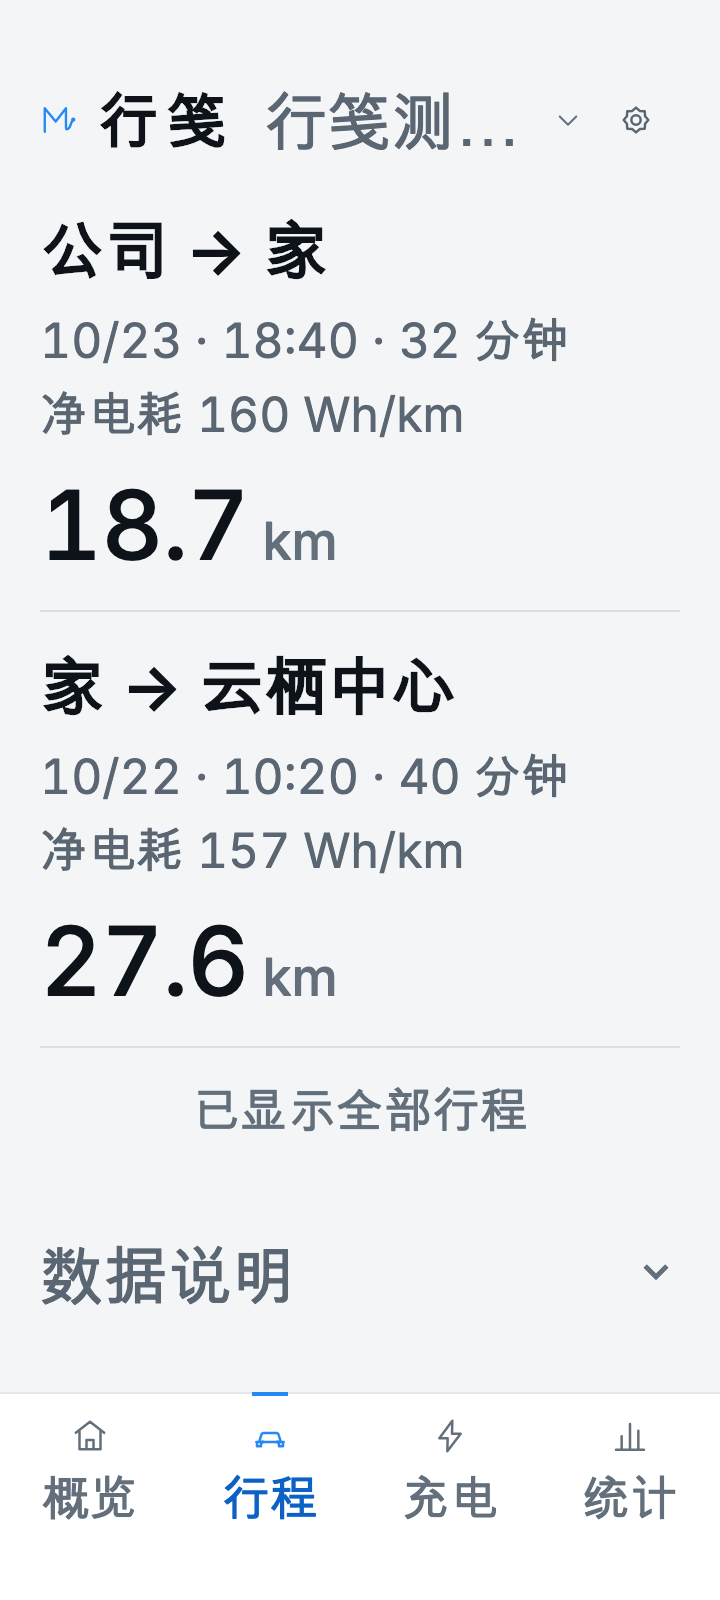 行笺 行笺测...
公司 → 家
10/23 · 18:40 · 32 分钟
净电耗 160 Wh/km
18.7 km
家 → 云栖中心
10/22 · 10:20 · 40 分钟
净电耗 157 Wh/km
27.6 km
已显示全部行程
数据说明
概览 行程 充电 统计